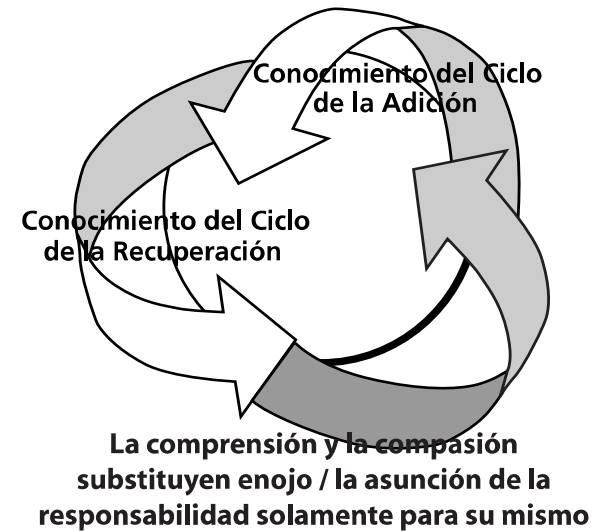 Conocimiento del Ciclo
de la Adición
Conocimiento del Ciclo
de la Recuperación
La comprensión y la compasión
substituyen enojo / la asunción de la
responsabilidad solamente para su mismo